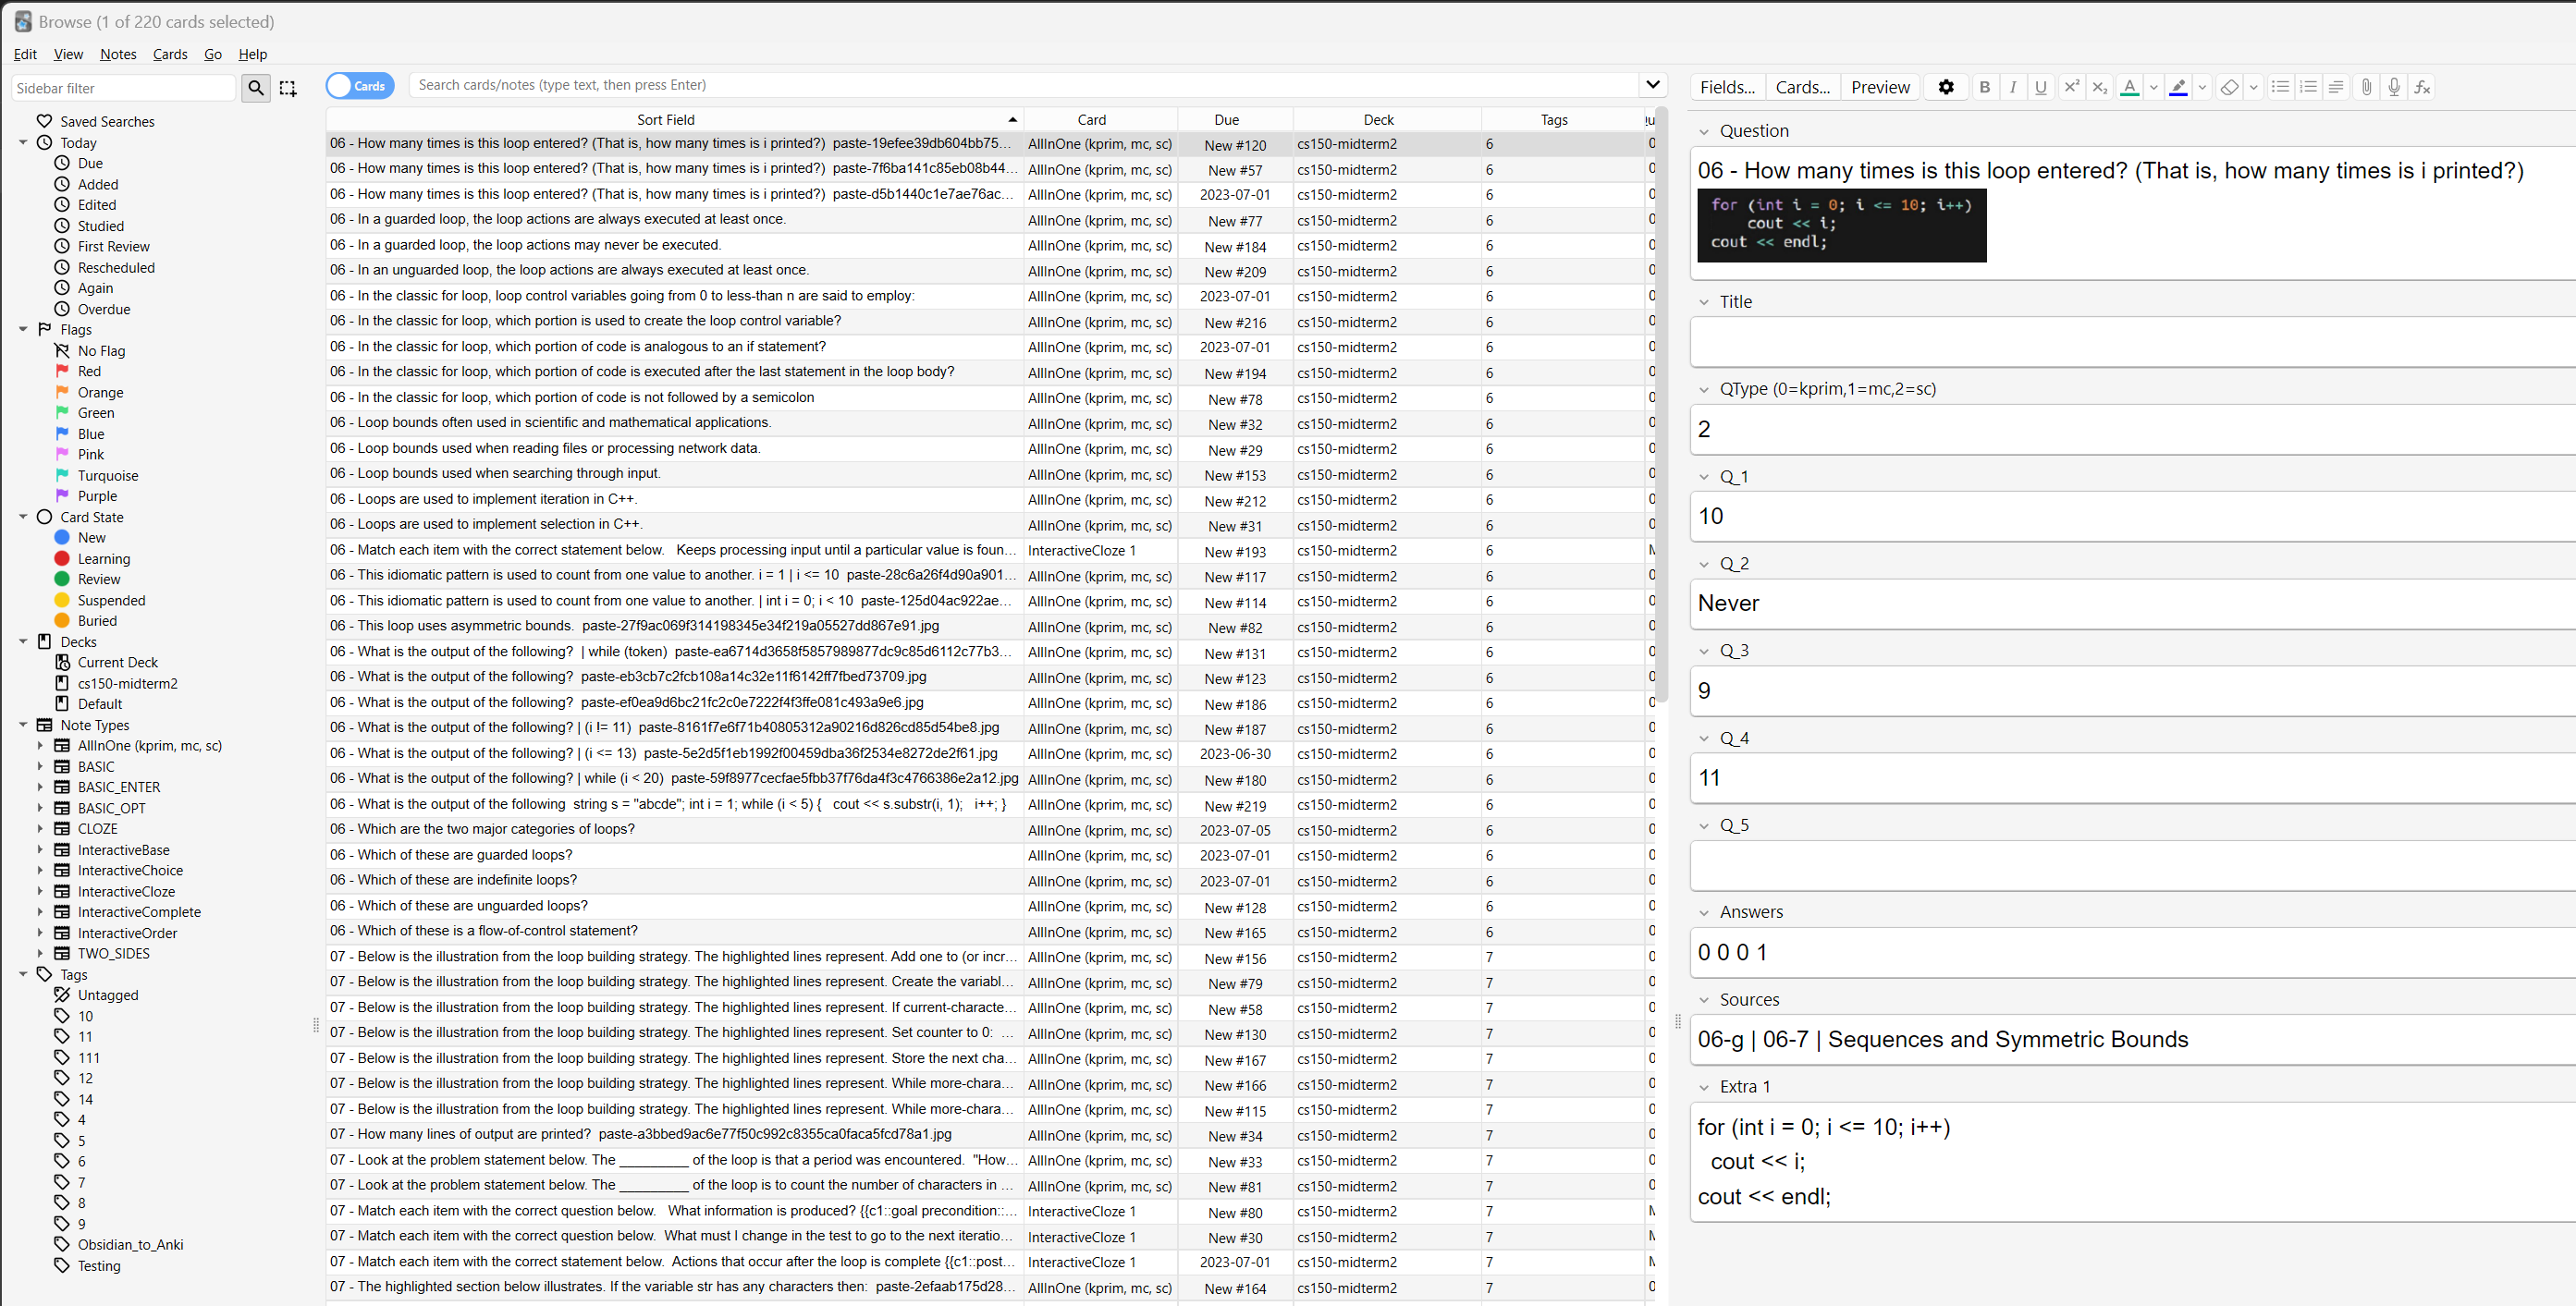 Browse (1 of 220 cards selected)
Edit View Notes Cards Go Help
Sidebar filter
Saved Searches
Today
Due
Added
Edited
Studied
First Review
Rescheduled
Again
Overdue
Flags
No Flag
Red
Orange
Green
Blue
Pink
Turquoise
Purple
Card State
New
Learning
Review
Suspended
Buried
Decks
Current Deck
cs150-midterm2
Default
Note Types
AllInOne (kprim, mc, sc)
BASIC
BASIC_ENTER
BASIC_OPT
CLOZE
InteractiveBase
InteractiveChoice
InteractiveCloze
InteractiveComplete
InteractiveOrder
TWO_SIDES
Tags
Untagged
10
11
111
12
14
4
5
6
7
8
9
Obsidian_to_Anki
Testing
Cards Search cards/notes (type text, then press Enter)
Sort Field Card Due Deck Tags
06 - How many times is this loop entered? (That is, how many times is i printed?) paste-19efee39db604bb75... AllInOne (kprim, mc, sc) New #120 cs150-midterm2 6
06 - How many times is this loop entered? (That is, how many times is i printed?) paste-7f6ba141c85eb08b44... AllInOne (kprim, mc, sc) New #57 cs150-midterm2 6
06 - How many times is this loop entered? (That is, how many times is i printed?) paste-d5b1440c1e7ae76ac... AllInOne (kprim, mc, sc) 2023-07-01 cs150-midterm2 6
06 - In a guarded loop, the loop actions are always executed at least once. AllInOne (kprim, mc, sc) New #77 cs150-midterm2 6
06 - In a guarded loop, the loop actions may never be executed. AllInOne (kprim, mc, sc) New #184 cs150-midterm2 6
06 - In an unguarded loop, the loop actions are always executed at least once. AllInOne (kprim, mc, sc) New #209 cs150-midterm2 6
06 - In the classic for loop, loop control variables going from 0 to less-than n are said to employ: AllInOne (kprim, mc, sc) 2023-07-01 cs150-midterm2 6
06 - In the classic for loop, which portion is used to create the loop control variable? AllInOne (kprim, mc, sc) New #216 cs150-midterm2 6
06 - In the classic for loop, which portion of code is analogous to an if statement? AllInOne (kprim, mc, sc) 2023-07-01 cs150-midterm2 6
06 - In the classic for loop, which portion of code is executed after the last statement in the loop body? AllInOne (kprim, mc, sc) New #194 cs150-midterm2 6
06 - In the classic for loop, which portion of code is not followed by a semicolon AllInOne (kprim, mc, sc) New #78 cs150-midterm2 6
06 - Loop bounds often used in scientific and mathematical applications. AllInOne (kprim, mc, sc) New #32 cs150-midterm2 6
06 - Loop bounds used when reading files or processing network data. AllInOne (kprim, mc, sc) New #29 cs150-midterm2 6
06 - Loop bounds used when searching through input. AllInOne (kprim, mc, sc) New #153 cs150-midterm2 6
06 - Loops are used to implement iteration in C++. AllInOne (kprim, mc, sc) New #212 cs150-midterm2 6
06 - Loops are used to implement selection in C++. AllInOne (kprim, mc, sc) New #31 cs150-midterm2 6
06 - Match each item with the correct statement below. Keeps processing input until a particular value is foun... InteractiveCloze 1 New #193 cs150-midterm2 6
06 - This idiomatic pattern is used to count from one value to another. i = 1 | i <= 10 paste-28c6a26f4d90a901... AllInOne (kprim, mc, sc) New #117 cs150-midterm2 6
06 - This idiomatic pattern is used to count from one value to another. | int i = 0; i < 10 paste-125d04ac922ae... AllInOne (kprim, mc, sc) New #114 cs150-midterm2 6
06 - This loop uses asymmetric bounds. paste-27f9ac069f314198345e34f219a05527dd867e91.jpg AllInOne (kprim, mc, sc) New #82 cs150-midterm2 6
06 - What is the output of the following? | while (token) paste-ea6714d3658f5857989877dc9c85d6112c77b3... AllInOne (kprim, mc, sc) New #131 cs150-midterm2 6
06 - What is the output of the following? paste-eb3cb7c2fcb108a14c32e11f6142ff7fbed73709.jpg AllInOne (kprim, mc, sc) New #123 cs150-midterm2 6
06 - What is the output of the following? paste-ef0ea9d6bc21fc2c0e7222f4f3ffe081c493a9e6.jpg AllInOne (kprim, mc, sc) New #186 cs150-midterm2 6
06 - What is the output of the following? | (i != 11) paste-8161f7e6f71b40805312a90216d826cd85d54be8.jpg AllInOne (kprim, mc, sc) New #187 cs150-midterm2 6
06 - What is the output of the following? | (i <= 13) paste-5e2d5f1eb1992f00459dba36f2534e8272de2f61.jpg AllInOne (kprim, mc, sc) 2023-06-30 cs150-midterm2 6
06 - What is the output of the following? | while (i < 20) paste-59f8977cecfae5fbb37f76da4f3c4766386e2a12.jpg AllInOne (kprim, mc, sc) New #180 cs150-midterm2 6
06 - What is the output of the following string s = "abcde"; int i = 1; while (i < 5) { cout << s.substr(i, 1); i++; } AllInOne (kprim, mc, sc) New #219 cs150-midterm2 6
06 - Which are the two major categories of loops? AllInOne (kprim, mc, sc) 2023-07-05 cs150-midterm2 6
06 - Which of these are guarded loops? AllInOne (kprim, mc, sc) 2023-07-01 cs150-midterm2 6
06 - Which of these are indefinite loops? AllInOne (kprim, mc, sc) 2023-07-01 cs150-midterm2 6
06 - Which of these are unguarded loops? AllInOne (kprim, mc, sc) New #128 cs150-midterm2 6
06 - Which of these is a flow-of-control statement? AllInOne (kprim, mc, sc) New #165 cs150-midterm2 6
07 - Below is the illustration from the loop building strategy. The highlighted lines represent. Add one to (or incr... AllInOne (kprim, mc, sc) New #156 cs150-midterm2 7
07 - Below is the illustration from the loop building strategy. The highlighted lines represent. Create the variabl... AllInOne (kprim, mc, sc) New #79 cs150-midterm2 7
07 - Below is the illustration from the loop building strategy. The highlighted lines represent. If current-characte... AllInOne (kprim, mc, sc) New #58 cs150-midterm2 7
07 - Below is the illustration from the loop building strategy. The highlighted lines represent. Set counter to 0: ... AllInOne (kprim, mc, sc) New #130 cs150-midterm2 7
07 - Below is the illustration from the loop building strategy. The highlighted lines represent. Store the next cha... AllInOne (kprim, mc, sc) New #167 cs150-midterm2 7
07 - Below is the illustration from the loop building strategy. The highlighted lines represent. While more-chara... AllInOne (kprim, mc, sc) New #166 cs150-midterm2 7
07 - Below is the illustration from the loop building strategy. The highlighted lines represent. While more-chara... AllInOne (kprim, mc, sc) New #115 cs150-midterm2 7
07 - How many lines of output are printed? paste-a3bbed9ac6e77f50c992c8355ca0faca5fcd78a1.jpg AllInOne (kprim, mc, sc) New #34 cs150-midterm2 7
07 - Look at the problem statement below. The _________ of the loop is that a period was encountered. "How... AllInOne (kprim, mc, sc) New #33 cs150-midterm2 7
07 - Look at the problem statement below. The _________ of the loop is to count the number of characters in ... AllInOne (kprim, mc, sc) New #81 cs150-midterm2 7
07 - Match each item with the correct question below. What information is produced? {{c1::goal precondition::... InteractiveCloze 1 New #80 cs150-midterm2 7
07 - Match each item with the correct question below. What must I change in the test to go to the next iteratio... InteractiveCloze 1 New #30 cs150-midterm2 7
07 - Match each item with the correct statement below. Actions that occur after the loop is complete {{c1::post... InteractiveCloze 1 2023-07-01 cs150-midterm2 7
07 - The highlighted section below illustrates. If the variable str has any characters then: paste-2efaab175d28... AllInOne (kprim, mc, sc) New #164 cs150-midterm2 7
Fields... Cards... Preview
Question
06 - How many times is this loop entered? (That is, how many times is i printed?)
for (int i = 0; i <= 10; i++)
cout << i;
cout << endl;
Title
QType (0=kprim,1=mc,2=sc)
2
Q_1
10
Q_2
Never
Q_3
9
Q_4
11
Q_5
Answers
0 0 0 1
Sources
06-g | 06-7 | Sequences and Symmetric Bounds
Extra 1
for (int i = 0; i <= 10; i++)
cout << i;
cout << endl;